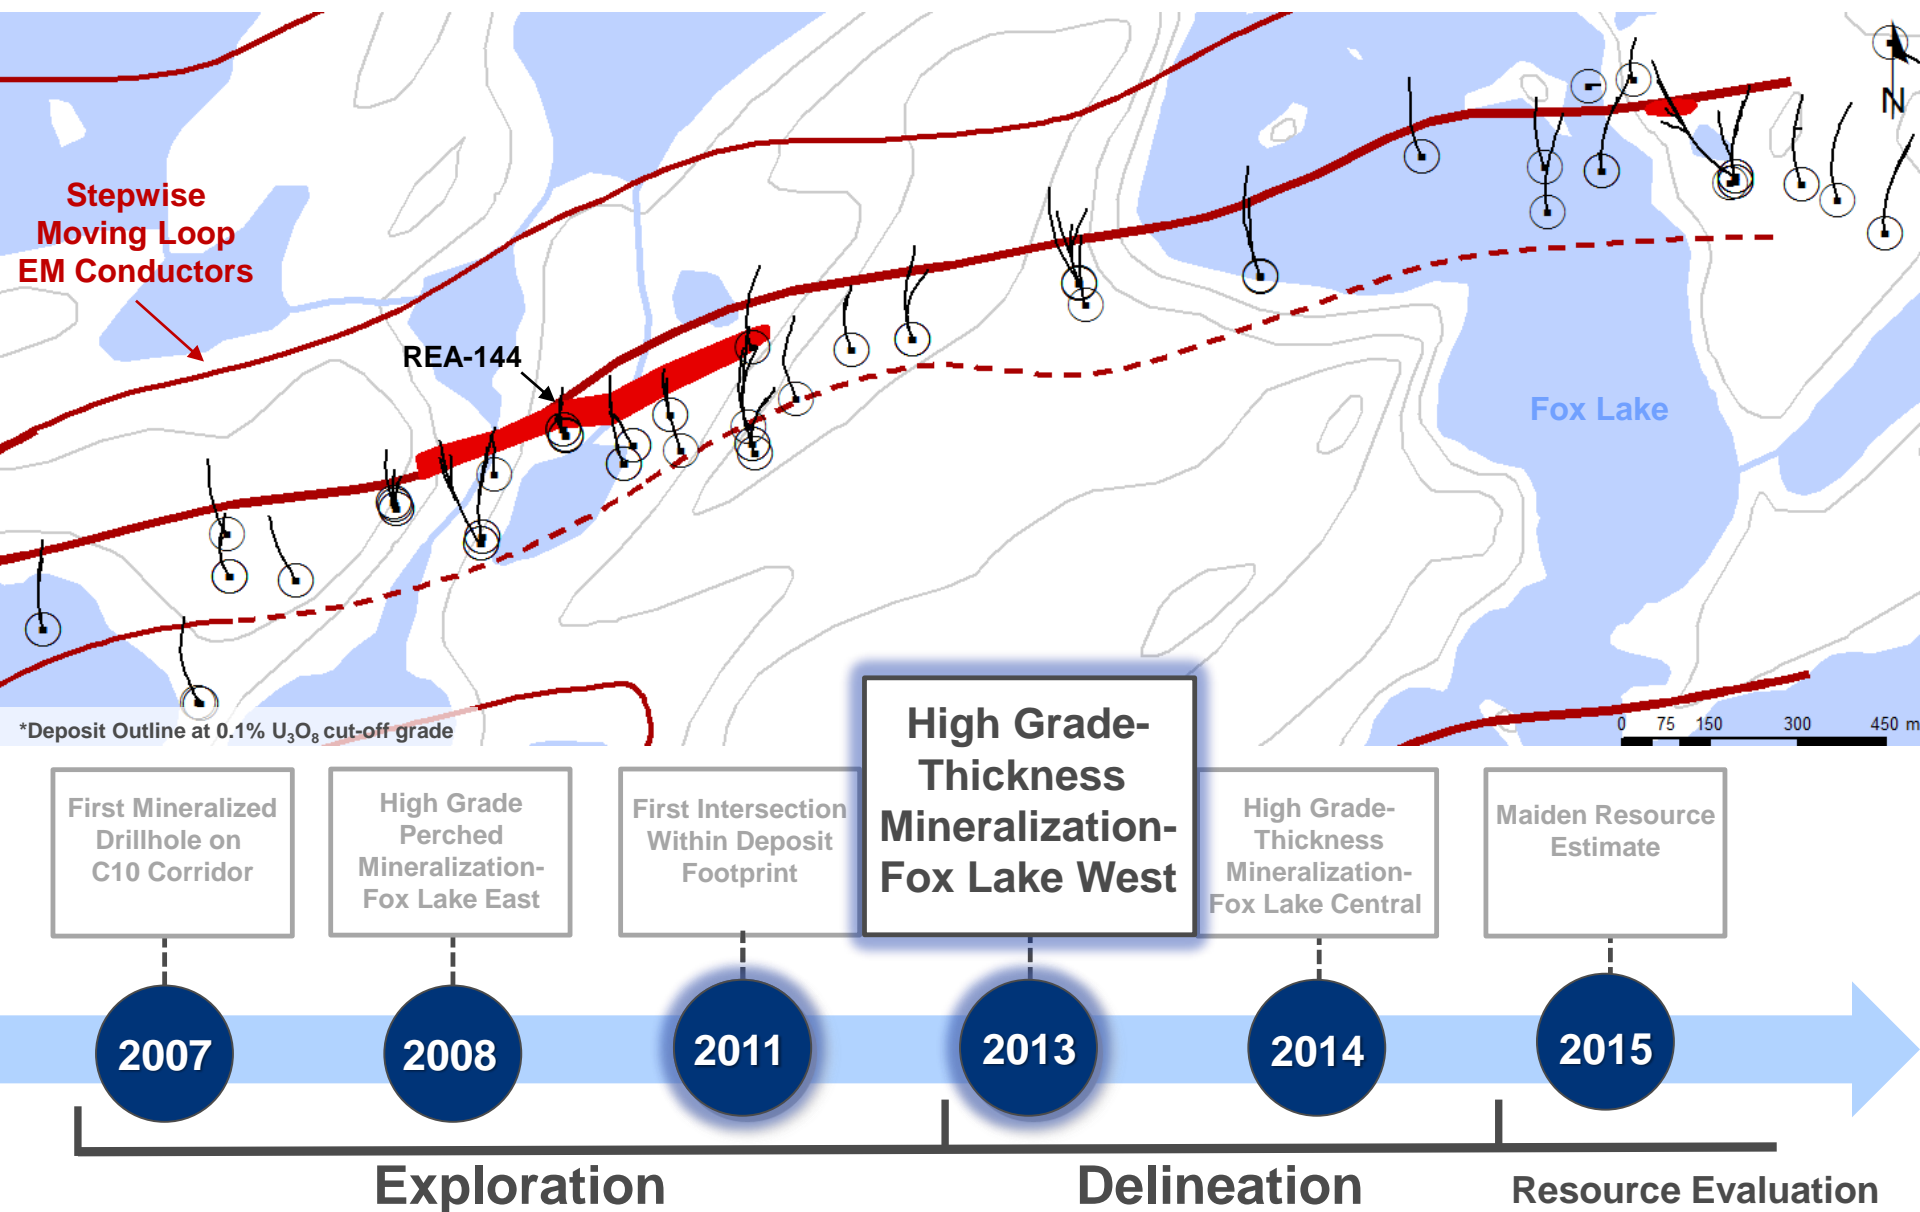 N
Stepwise
Moving Loop
EM Conductors
REA-144
Fox Lake
*Deposit Outline at 0.1% U₃O₈ cut-off grade
0 75 150 300 450 m
First Mineralized
Drillhole on
C10 Corridor
High Grade
Perched
Mineralization-
Fox Lake East
First Intersection
Within Deposit
Footprint
High Grade-
Thickness
Mineralization-
Fox Lake West
High Grade-
Thickness
Mineralization-
Fox Lake Central
Maiden Resource
Estimate
2007
2008
2011
2013
2014
2015
Exploration
Delineation
Resource Evaluation